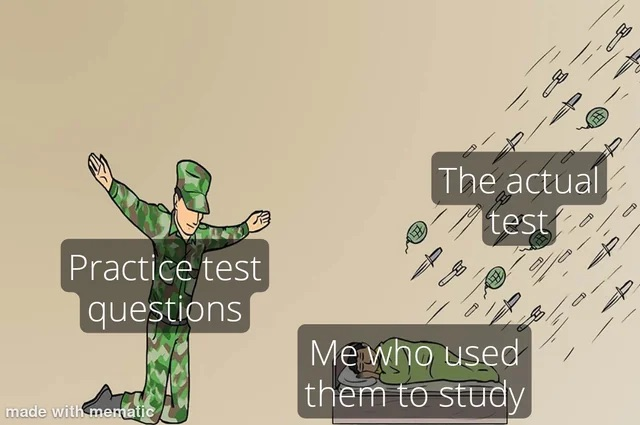 The actual
test
Practice test
questions
Me who used
them to study
made with mematic